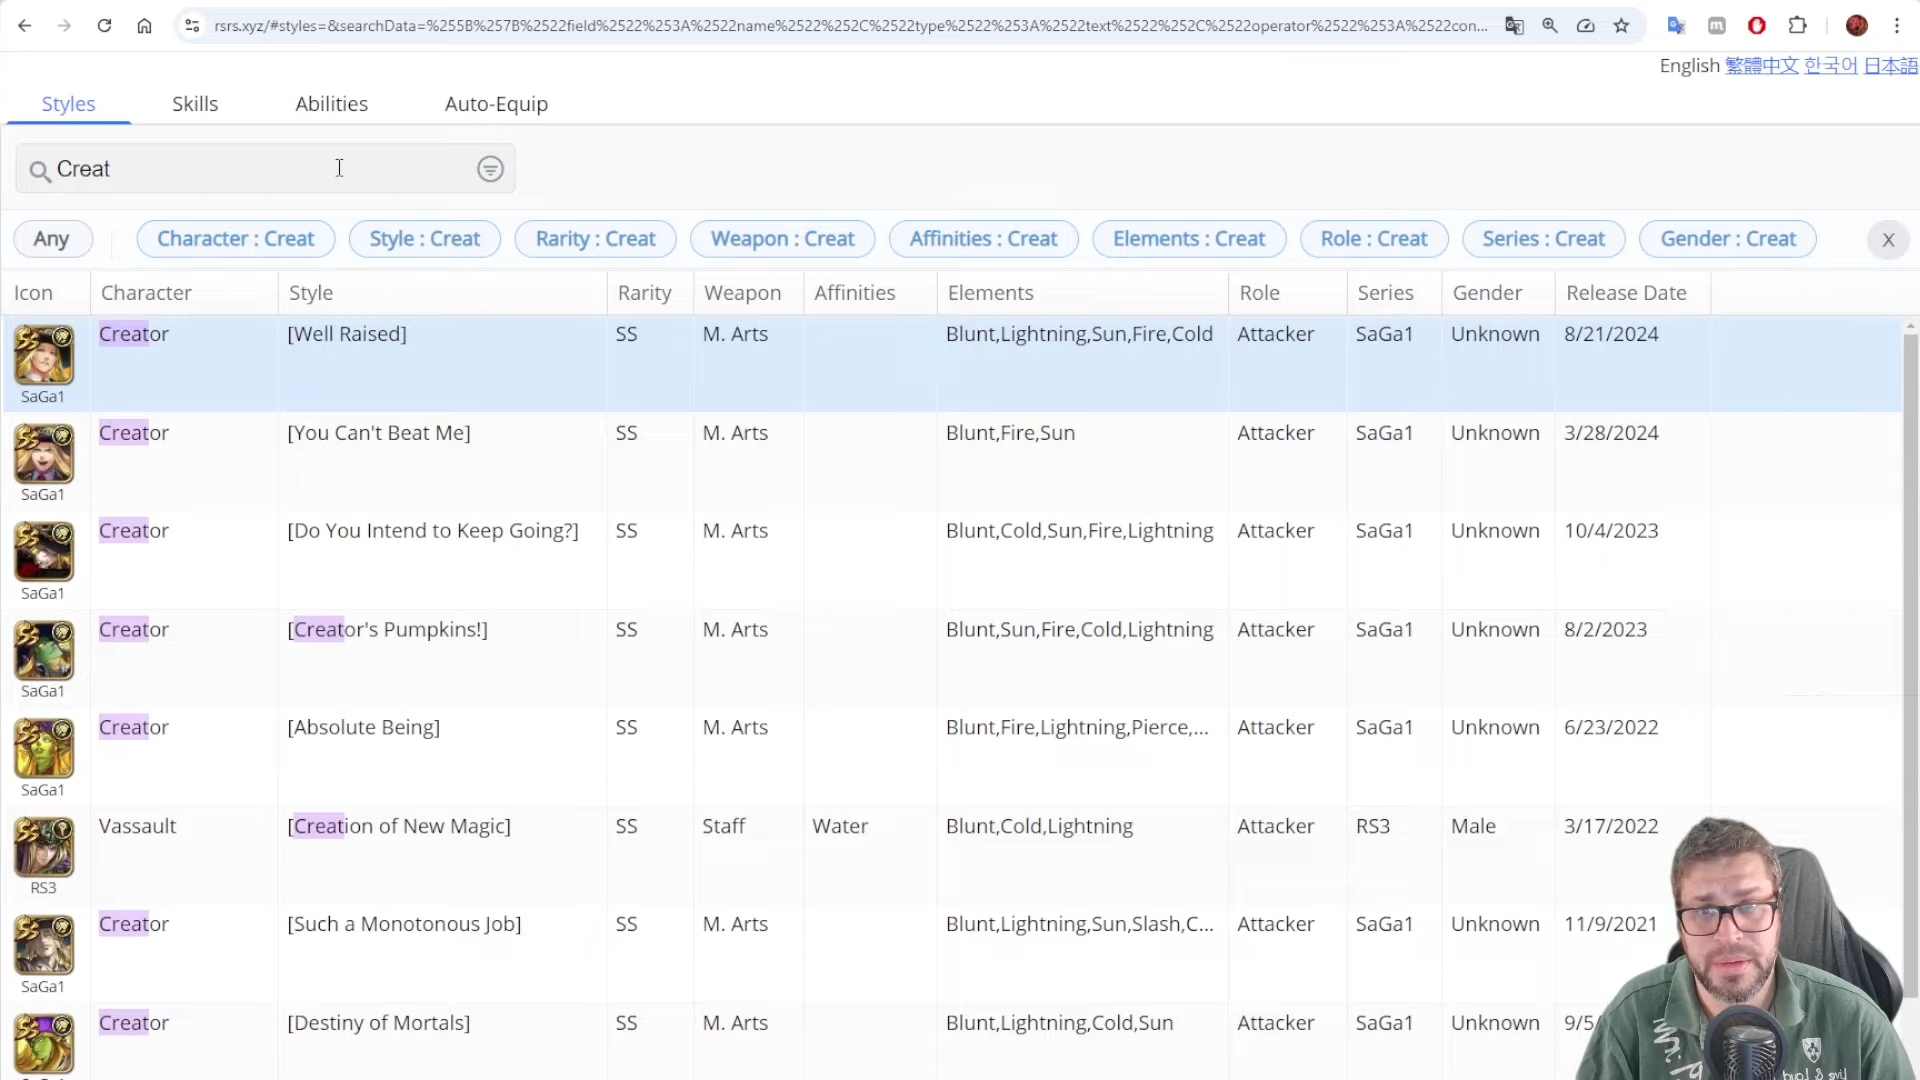 rsrs.xyz/#styles=&searchData=%255B%257B%2522field%2522%253A%2522name%2522%252C%2522type%2522%253A%2522text%2522%252C%2522operator%2522%253A%2522con...
English 繁體中文 한국어 日本語
Styles Skills Abilities Auto-Equip
Creat
Any Character : Creat Style : Creat Rarity : Creat Weapon : Creat Affinities : Creat Elements : Creat Role : Creat Series : Creat Gender : Creat X
Icon Character Style Rarity Weapon Affinities Elements Role Series Gender Release Date
SS Creator [Well Raised] SS M. Arts Blunt,Lightning,Sun,Fire,Cold Attacker SaGa1 Unknown 8/21/2024
SaGa1
SS Creator [You Can't Beat Me] SS M. Arts Blunt,Fire,Sun Attacker SaGa1 Unknown 3/28/2024
SaGa1
SS Creator [Do You Intend to Keep Going?] SS M. Arts Blunt,Cold,Sun,Fire,Lightning Attacker SaGa1 Unknown 10/4/2023
SaGa1
SS Creator [Creator's Pumpkins!] SS M. Arts Blunt,Sun,Fire,Cold,Lightning Attacker SaGa1 Unknown 8/2/2023
SaGa1
SS Creator [Absolute Being] SS M. Arts Blunt,Fire,Lightning,Pierce,... Attacker SaGa1 Unknown 6/23/2022
SaGa1
SS Vassault [Creation of New Magic] SS Staff Water Blunt,Cold,Lightning Attacker RS3 Male 3/17/2022
RS3
SS Creator [Such a Monotonous Job] SS M. Arts Blunt,Lightning,Sun,Slash,C... Attacker SaGa1 Unknown 11/9/2021
SaGa1
SS Creator [Destiny of Mortals] SS M. Arts Blunt,Lightning,Cold,Sun Attacker SaGa1 Unknown 9/5